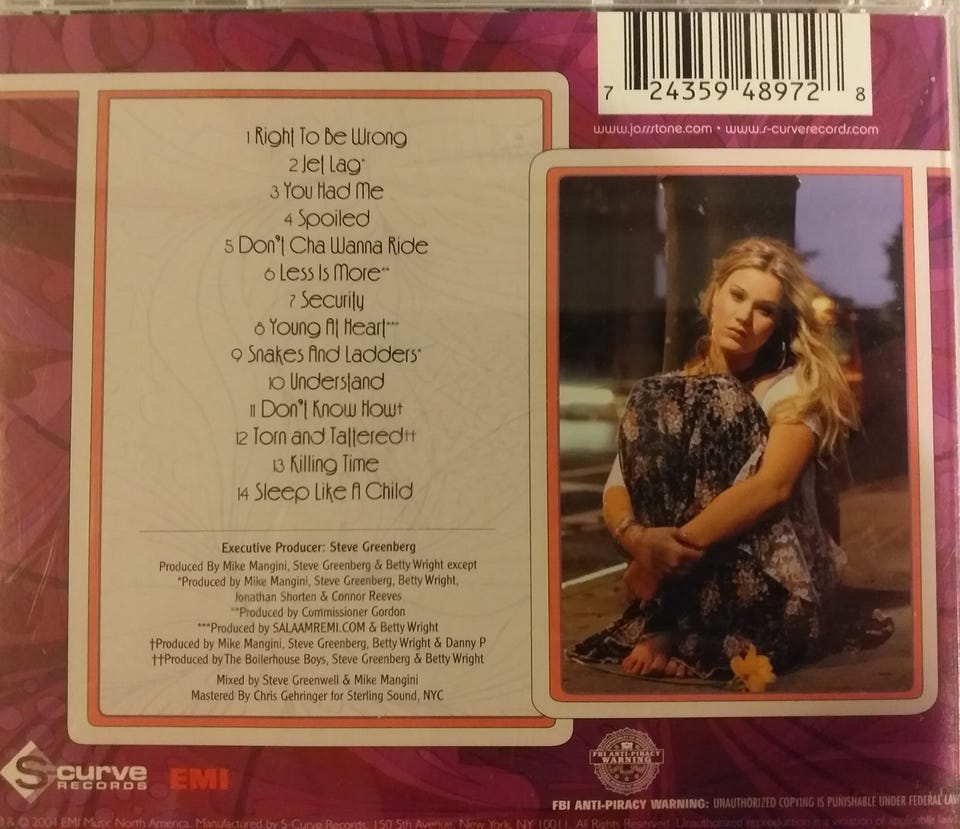 7 24359 48972 8
www.jossstone.com • www.s-curverecords.com
1 Right To Be Wrong
2 Jet Lag*
3 You Had Me
4 Spoiled
5 Don't Cha Wanna Ride
6 Less Is More**
7 Security
8 Young At Heart***
9 Snakes And Ladders*
10 Understand
11 Don't Know How†
12 Torn and Tattered††
13 Killing Time
14 Sleep Like A Child
Executive Producer: Steve Greenberg
Produced By Mike Mangini, Steve Greenberg & Betty Wright except
*Produced by Mike Mangini, Steve Greenberg, Betty Wright,
Jonathan Shorten & Connor Reeves
**Produced by Commissioner Gordon
***Produced by SALAAMREMI.COM & Betty Wright
†Produced by Mike Mangini, Steve Greenberg, Betty Wright & Danny P
††Produced by The Boilerhouse Boys, Steve Greenberg & Betty Wright
Mixed by Steve Greenwell & Mike Mangini
Mastered By Chris Gehringer for Sterling Sound, NYC
S-curve
RECORDS
EMI
FBI ANTI-PIRACY
WARNING
FBI ANTI-PIRACY WARNING: UNAUTHORIZED COPYING IS PUNISHABLE UNDER FEDERAL LAW
& © 2004 EMI Music North America. Manufactured by S-Curve Records, 150 5th Avenue, New York, NY 10011. All Rights Reserved. Unauthorized reproduction is a violation of applicable laws